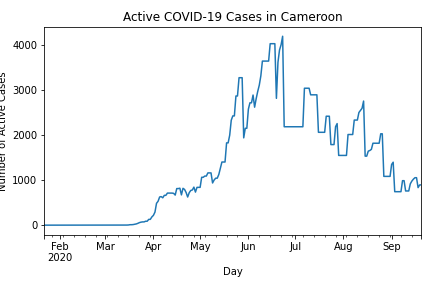 Active COVID-19 Cases in Cameroon
Number of Active Cases
4000
3000
2000
1000
0
Feb Mar Apr May Jun Jul Aug Sep
2020
Day